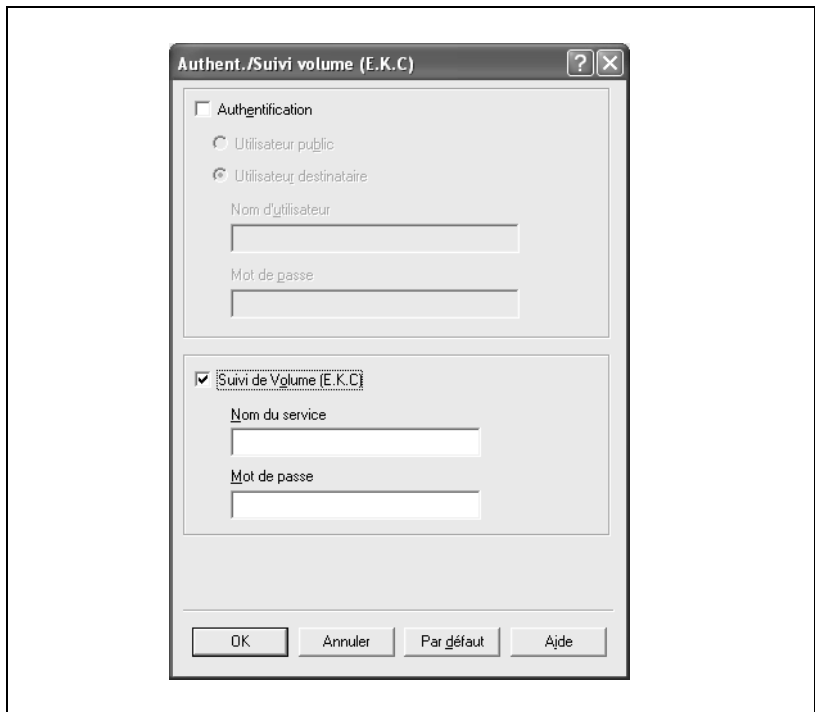 Authent./Suivi volume (E.K.C)
Authentification
Utilisateur public
Utilisateur destinataire
Nom d'utilisateur
Mot de passe
Suivi de Volume (E.K.C)
Nom du service
Mot de passe
OK Annuler Par défaut Aide